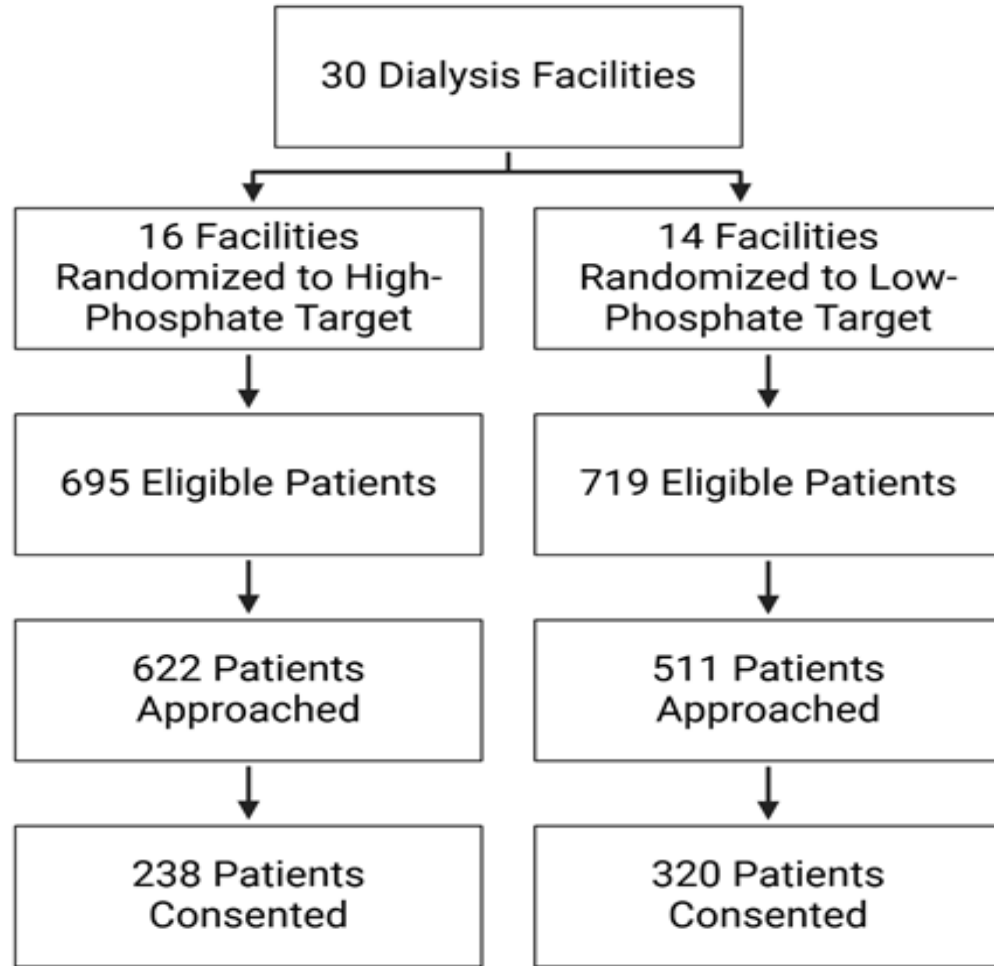 30 Dialysis Facilities
16 Facilities
Randomized to High-
Phosphate Target
14 Facilities
Randomized to Low-
Phosphate Target
695 Eligible Patients
719 Eligible Patients
622 Patients
Approached
511 Patients
Approached
238 Patients
Consented
320 Patients
Consented